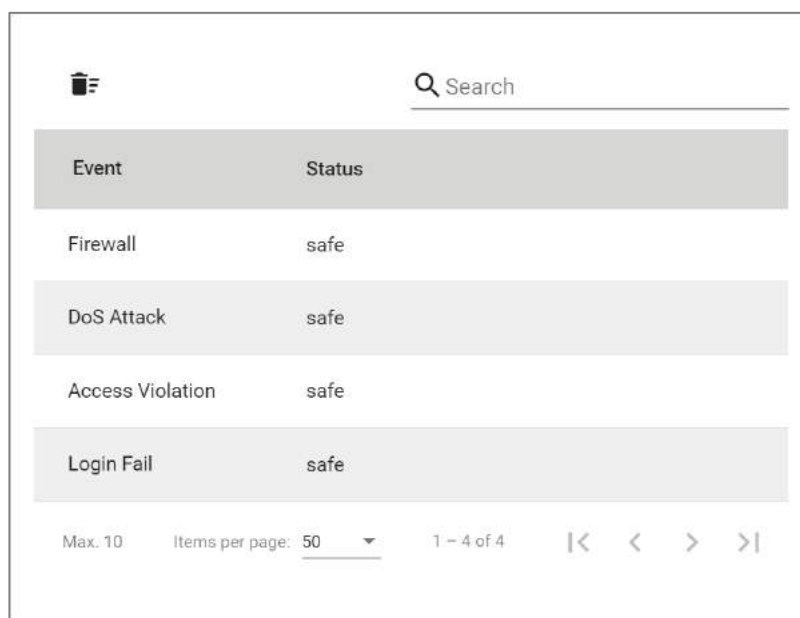 Search
Event Status
Firewall safe
DoS Attack safe
Access Violation safe
Login Fail safe
Max. 10 Items per page: 50 1 – 4 of 4